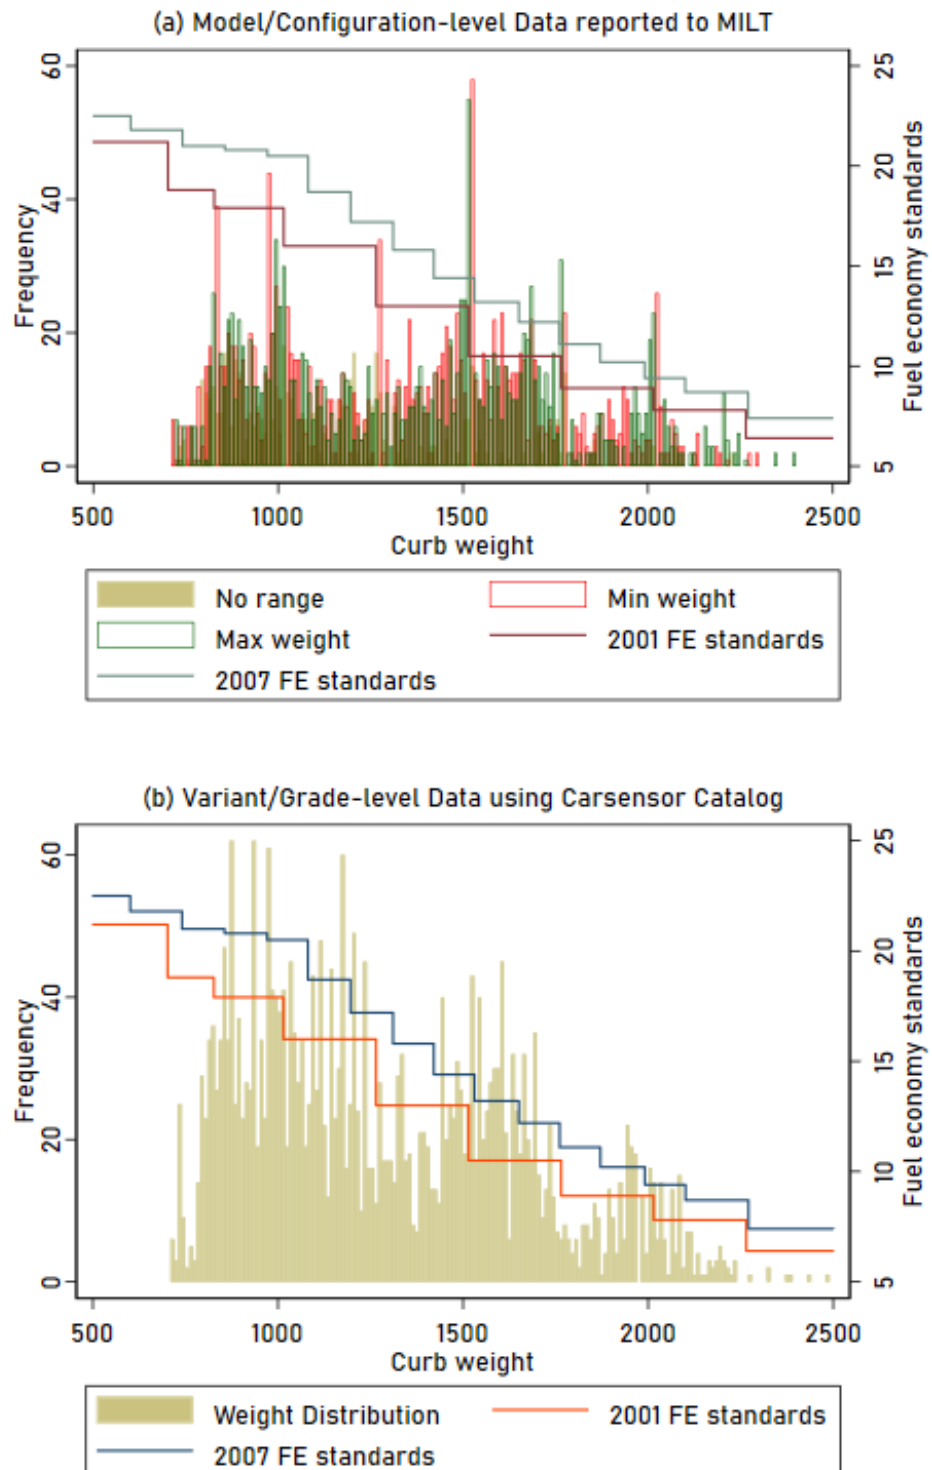 (a) Model/Configuration-level Data reported to MILT
Frequency
0 20 40 60
5 10 15 20 25
Fuel economy standards
500 1000 1500 2000 2500
Curb weight
No range Min weight
Max weight 2001 FE standards
2007 FE standards
(b) Variant/Grade-level Data using Carsensor Catalog
Frequency
0 20 40 60
5 10 15 20 25
Fuel economy standards
500 1000 1500 2000 2500
Curb weight
Weight Distribution 2001 FE standards
2007 FE standards